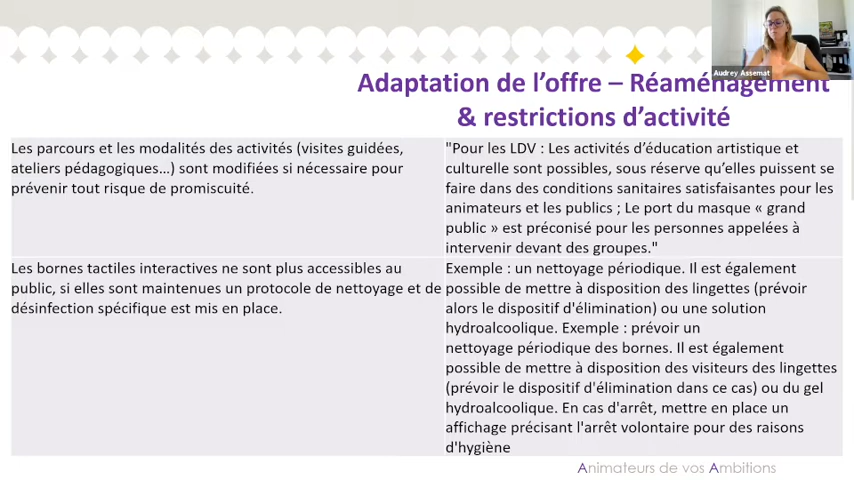 Audrey Assemat
Adaptation de l’offre – Réaménagement
& restrictions d’activité
Les parcours et les modalités des activités (visites guidées,
ateliers pédagogiques…) sont modifiées si nécessaire pour
prévenir tout risque de promiscuité.
"Pour les LDV : Les activités d’éducation artistique et
culturelle sont possibles, sous réserve qu’elles puissent se
faire dans des conditions sanitaires satisfaisantes pour les
animateurs et les publics ; Le port du masque « grand
public » est préconisé pour les personnes appelées à
intervenir devant des groupes."
Les bornes tactiles interactives ne sont plus accessibles au
public, si elles sont maintenues un protocole de nettoyage et de
désinfection spécifique est mis en place.
Exemple : un nettoyage périodique. Il est également
possible de mettre à disposition des lingettes (prévoir
alors le dispositif d'élimination) ou une solution
hydroalcoolique. Exemple : prévoir un
nettoyage périodique des bornes. Il est également
possible de mettre à disposition des visiteurs des lingettes
(prévoir le dispositif d'élimination dans ce cas) ou du gel
hydroalcoolique. En cas d'arrêt, mettre en place un
affichage précisant l'arrêt volontaire pour des raisons
d'hygiène
Animateurs de vos Ambitions